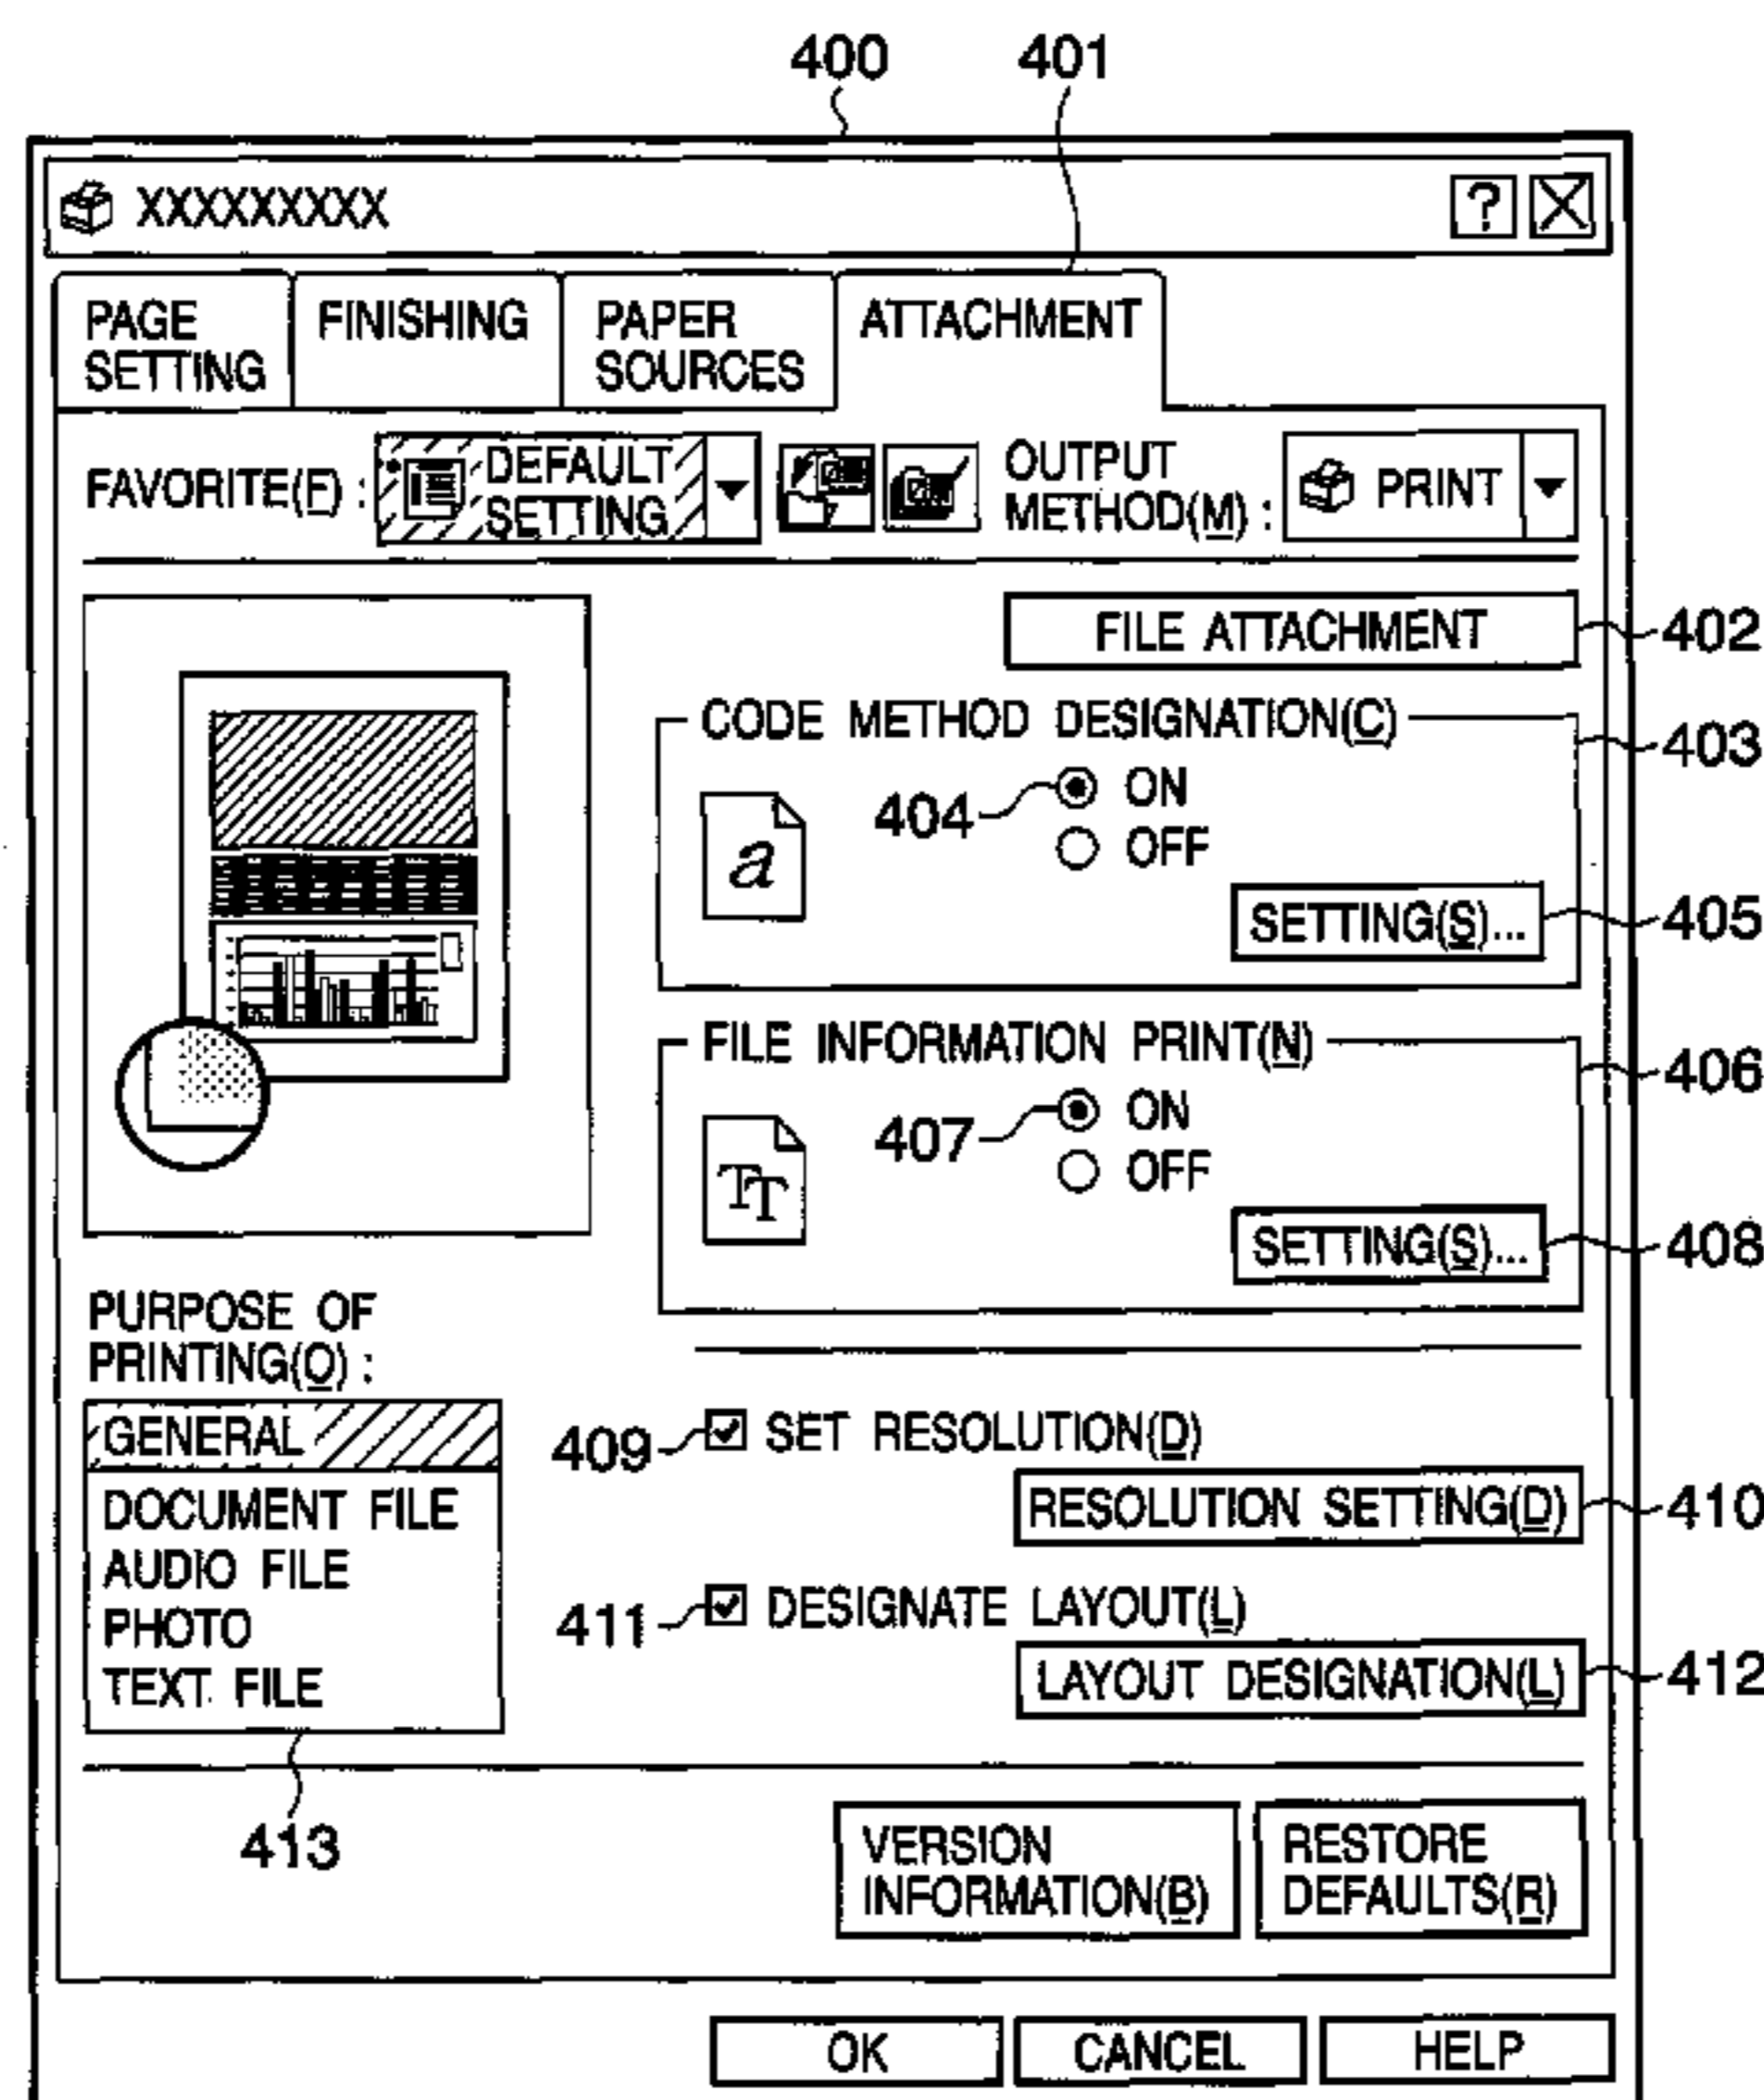 400 401
XXXXXXXXX ?
PAGE SETTING
FINISHING
PAPER SOURCES
ATTACHMENT
FAVORITE(F) :
DEFAULT SETTING
OUTPUT METHOD(M) :
PRINT
FILE ATTACHMENT
402
CODE METHOD DESIGNATION(C)
403
a
404
ON
OFF
SETTING(S)...
405
FILE INFORMATION PRINT(N)
406
TT
407
ON
OFF
SETTING(S)...
408
PURPOSE OF
PRINTING(O) :
GENERAL
DOCUMENT FILE
AUDIO FILE
PHOTO
TEXT FILE
413
409
SET RESOLUTION(D)
RESOLUTION SETTING(D)
410
411
DESIGNATE LAYOUT(L)
LAYOUT DESIGNATION(L)
412
VERSION
INFORMATION(B)
RESTORE
DEFAULTS(R)
OK CANCEL HELP